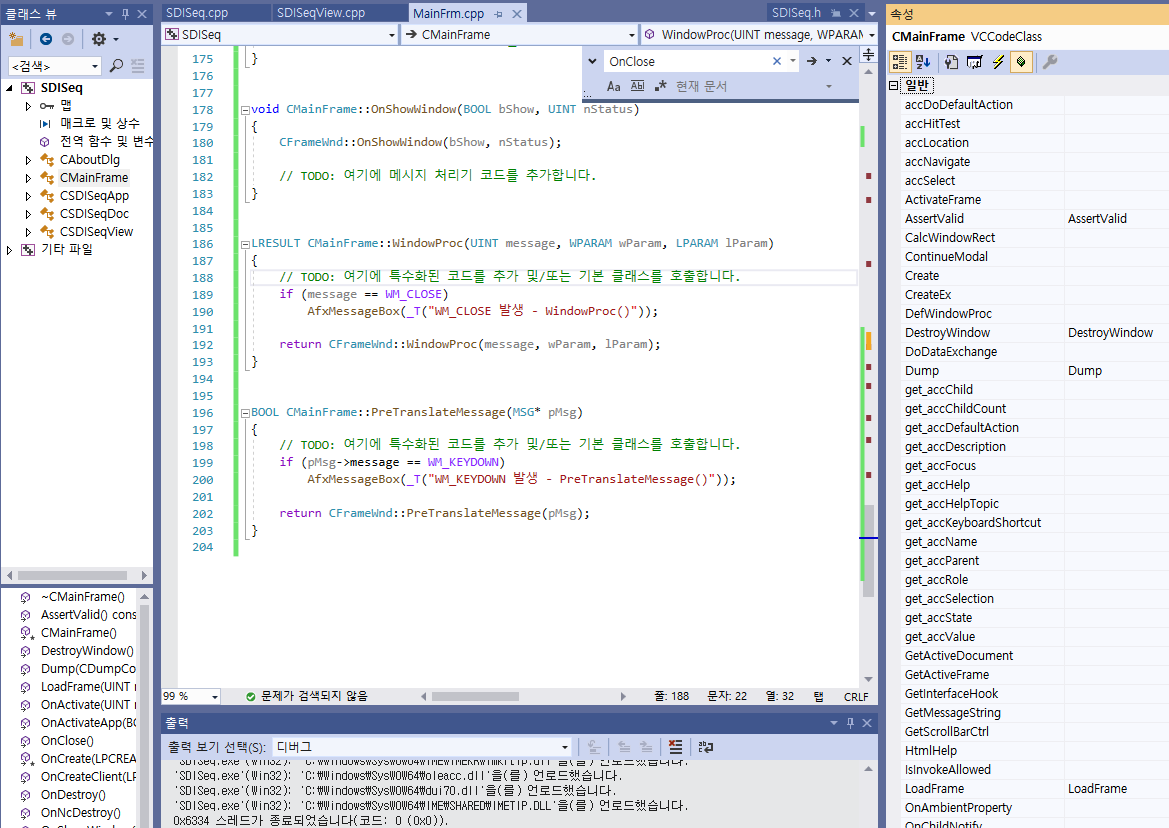 클래스 뷰
<검색>
SDISeq
맵
매크로 및 상수
전역 함수 및 변수
CAboutDlg
CMainFrame
CSDISeqApp
CSDISeqDoc
CSDISeqView
기타 파일
~CMainFrame()
AssertValid() cons
CMainFrame()
DestroyWindow()
Dump(CDumpCo
LoadFrame(UINT
OnActivate(UINT
OnActivateApp(BC
OnClose()
OnCreate(LPCREA
OnCreateClient(LP
OnDestroy()
OnNcDestroy()
SDISeq.cpp
SDISeqView.cpp
MainFrm.cpp
SDISeq.h
SDISeq
CMainFrame
WindowProc(UINT message, WPARAM
OnClose
Aa Ab .* 현재 문서
175 }
176
177
178 void CMainFrame::OnShowWindow(BOOL bShow, UINT nStatus)
179 {
180 CFrameWnd::OnShowWindow(bShow, nStatus);
181
182 // TODO: 여기에 메시지 처리기 코드를 추가합니다.
183 }
184
185
186 LRESULT CMainFrame::WindowProc(UINT message, WPARAM wParam, LPARAM lParam)
187 {
188 // TODO: 여기에 특수화된 코드를 추가 및/또는 기본 클래스를 호출합니다.
189 if (message == WM_CLOSE)
190 AfxMessageBox(_T("WM_CLOSE 발생 - WindowProc()"));
191
192 return CFrameWnd::WindowProc(message, wParam, lParam);
193 }
194
195
196 BOOL CMainFrame::PreTranslateMessage(MSG* pMsg)
197 {
198 // TODO: 여기에 특수화된 코드를 추가 및/또는 기본 클래스를 호출합니다.
199 if (pMsg->message == WM_KEYDOWN)
200 AfxMessageBox(_T("WM_KEYDOWN 발생 - PreTranslateMessage()"));
201
202 return CFrameWnd::PreTranslateMessage(pMsg);
203 }
204
99 % 문제가 검색되지 않음 줄: 188 문자: 22 열: 32 탭 CRLF
출력
출력 보기 선택(S): 디버그
'SDISeq.exe'(Win32): 'C:\Windows\SysWOW64\oleacc.dll'을(를) 언로드했습니다.
'SDISeq.exe'(Win32): 'C:\Windows\SysWOW64\dui70.dll'을(를) 언로드했습니다.
'SDISeq.exe'(Win32): 'C:\Windows\SysWOW64\IME\SHARED\IMETIP.DLL'을(를) 언로드했습니다.
0x6334 스레드가 종료되었습니다(코드: 0 (0x0)).
속성
CMainFrame VCCodeClass
일반
accDoDefaultAction
accHitTest
accLocation
accNavigate
accSelect
ActivateFrame
AssertValid AssertValid
CalcWindowRect
ContinueModal
Create
CreateEx
DefWindowProc
DestroyWindow DestroyWindow
DoDataExchange
Dump Dump
get_accChild
get_accChildCount
get_accDefaultAction
get_accDescription
get_accFocus
get_accHelp
get_accHelpTopic
get_accKeyboardShortcut
get_accName
get_accParent
get_accRole
get_accSelection
get_accState
get_accValue
GetActiveDocument
GetActiveFrame
GetInterfaceHook
GetMessageString
GetScrollBarCtrl
HtmlHelp
IsInvokeAllowed
LoadFrame LoadFrame
OnAmbientProperty
OnChildNotify